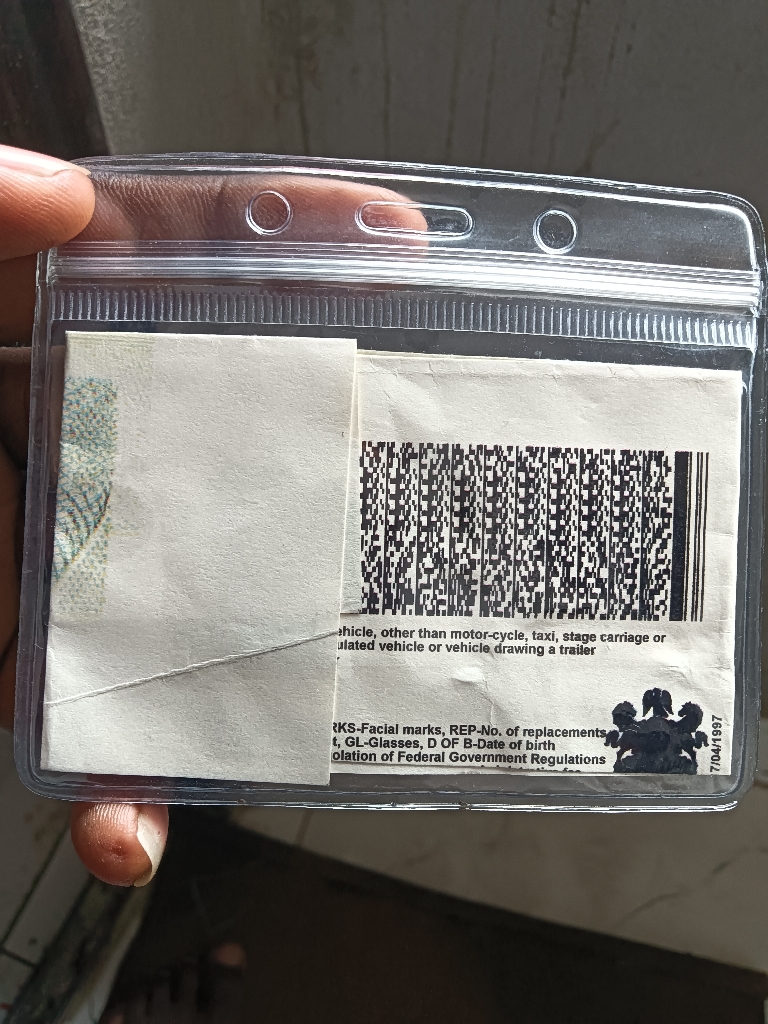 ehicle, other than motor-cycle, taxi, stage carriage or
ulated vehicle or vehicle drawing a trailer
RKS-Facial marks, REP-No. of replacements
t, GL-Glasses, D OF B-Date of birth
olation of Federal Government Regulations
7/04/1997